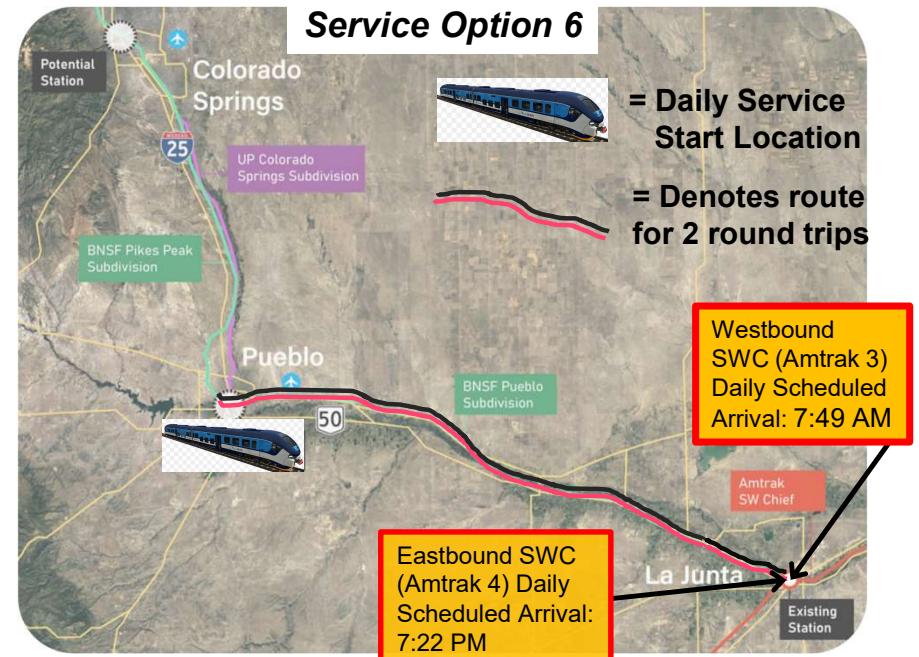 Service Option 6
Potential
Station
Colorado
Springs
= Daily Service
Start Location
25
UP Colorado
Springs Subdivision
= Denotes route
for 2 round trips
BNSF Pikes Peak
Subdivision
Westbound
SWC (Amtrak 3)
Daily Scheduled
Arrival: 7:49 AM
Pueblo
BNSF Pueblo
Subdivision
50
Amtrak
SW Chief
Eastbound SWC
(Amtrak 4) Daily
Scheduled Arrival:
7:22 PM
La Junta
Existing
Station